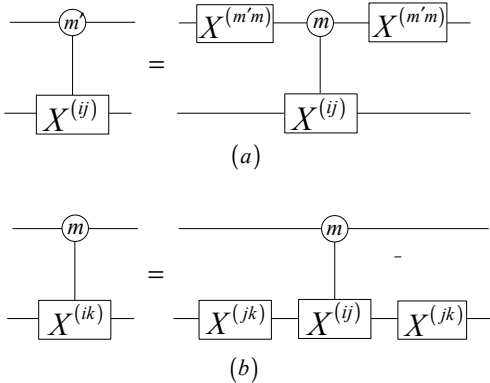 m' = X^{(m'm)} m X^{(m'm)}
X^{(ij)} X^{(ij)}
(a)
m = m
X^{(ik)} X^{(jk)} X^{(ij)} X^{(jk)}
(b)